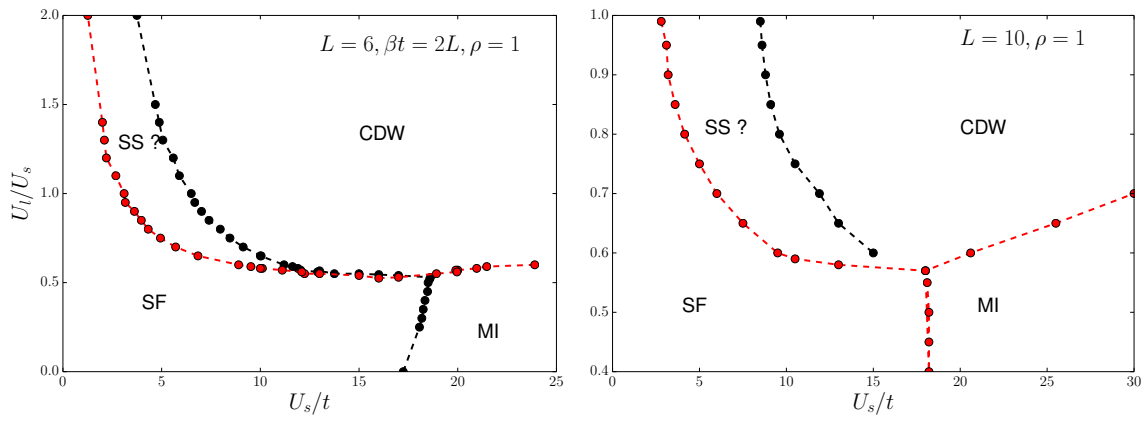 L = 6, βt = 2L, ρ = 1
2.0
1.5
1.0
0.5
0.0
U_l/U_s
SS ?
CDW
SF
MI
0 5 10 15 20 25
U_s/t
L = 10, ρ = 1
1.0
0.9
0.8
0.7
0.6
0.5
0.4
SS ?
CDW
SF
MI
0 5 10 15 20 25 30
U_s/t